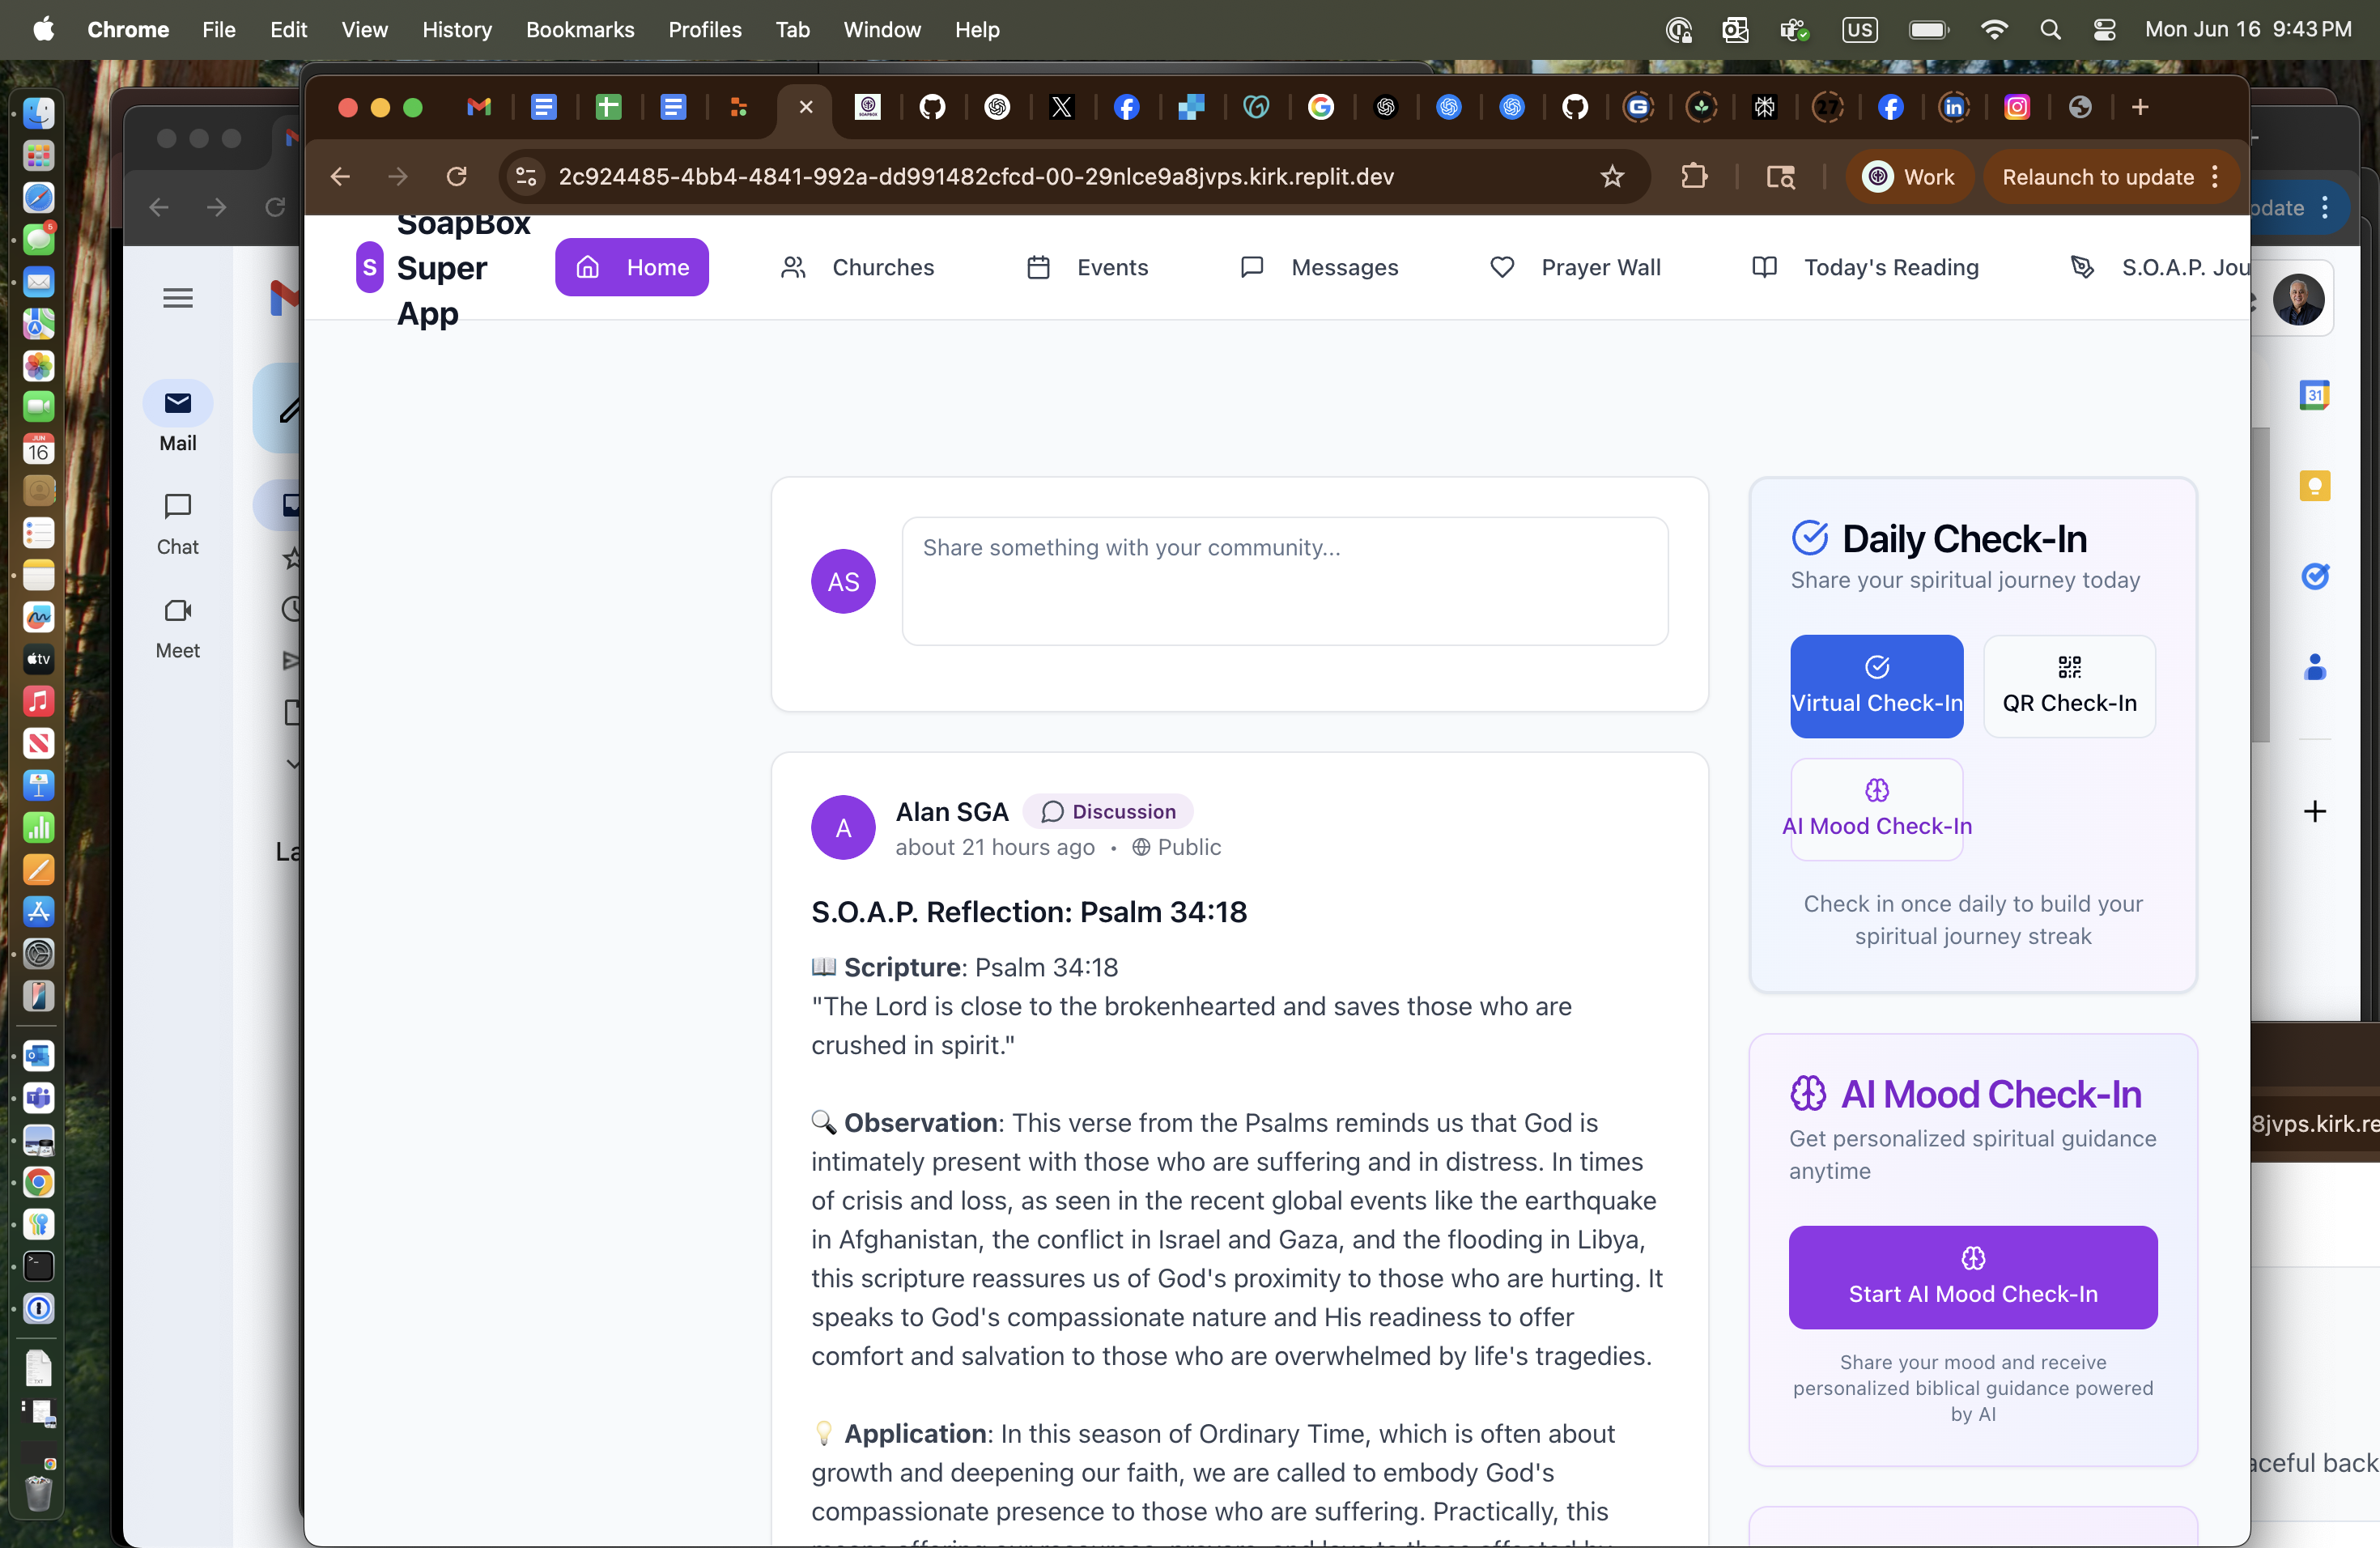 Chrome File Edit View History Bookmarks Profiles Tab Window Help
US Mon Jun 16 9:43 PM
2c924485-4bb4-4841-992a-dd991482cfcd-00-29nlce9a8jvps.kirk.replit.dev
Work
Relaunch to update
pdate
S
SoapBox
Super
App
Home
Churches
Events
Messages
Prayer Wall
Today's Reading
S.O.A.P. Jou
Mail
Chat
Meet
La
AS
Share something with your community...
A
Alan SGA Discussion
about 21 hours ago • Public
S.O.A.P. Reflection: Psalm 34:18
📖 Scripture: Psalm 34:18
"The Lord is close to the brokenhearted and saves those who are
crushed in spirit."
🔍 Observation: This verse from the Psalms reminds us that God is
intimately present with those who are suffering and in distress. In times
of crisis and loss, as seen in the recent global events like the earthquake
in Afghanistan, the conflict in Israel and Gaza, and the flooding in Libya,
this scripture reassures us of God's proximity to those who are hurting. It
speaks to God's compassionate nature and His readiness to offer
comfort and salvation to those who are overwhelmed by life's tragedies.
💡 Application: In this season of Ordinary Time, which is often about
growth and deepening our faith, we are called to embody God's
compassionate presence to those who are suffering. Practically, this
Daily Check-In
Share your spiritual journey today
Virtual Check-In
QR Check-In
AI Mood Check-In
Check in once daily to build your
spiritual journey streak
AI Mood Check-In
Get personalized spiritual guidance
anytime
Start AI Mood Check-In
Share your mood and receive
personalized biblical guidance powered
by AI
8jvps.kirk.re
aceful back
JUN
16
5
tv
31
27
TXT